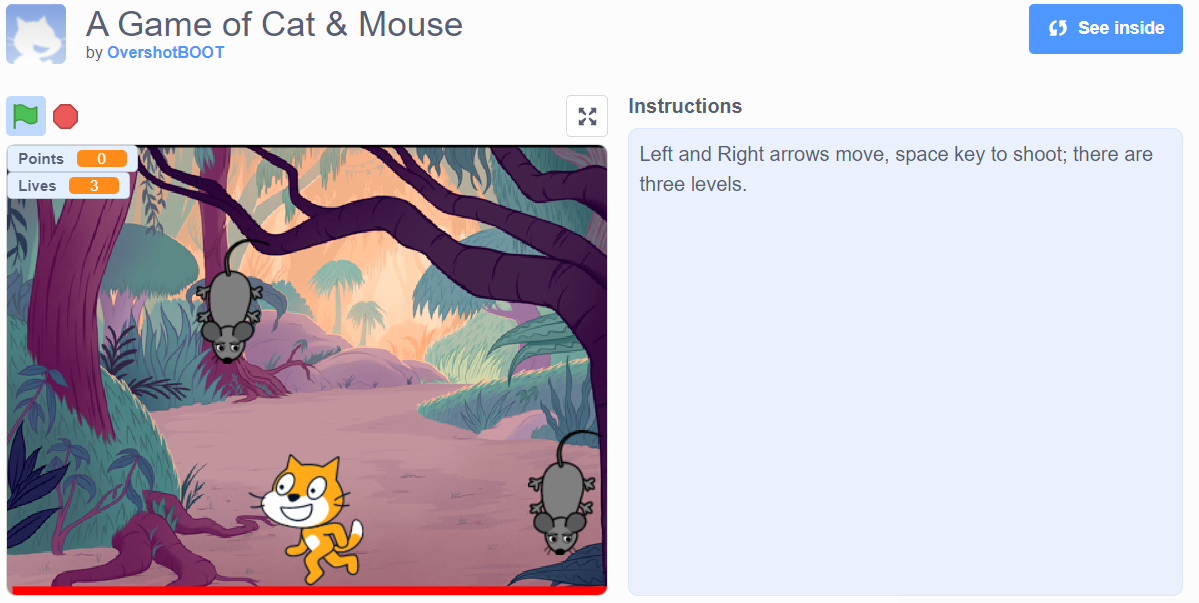 A Game of Cat & Mouse
by OvershotBOOT
See inside
Instructions
Points 0
Lives 3
Left and Right arrows move, space key to shoot; there are
three levels.